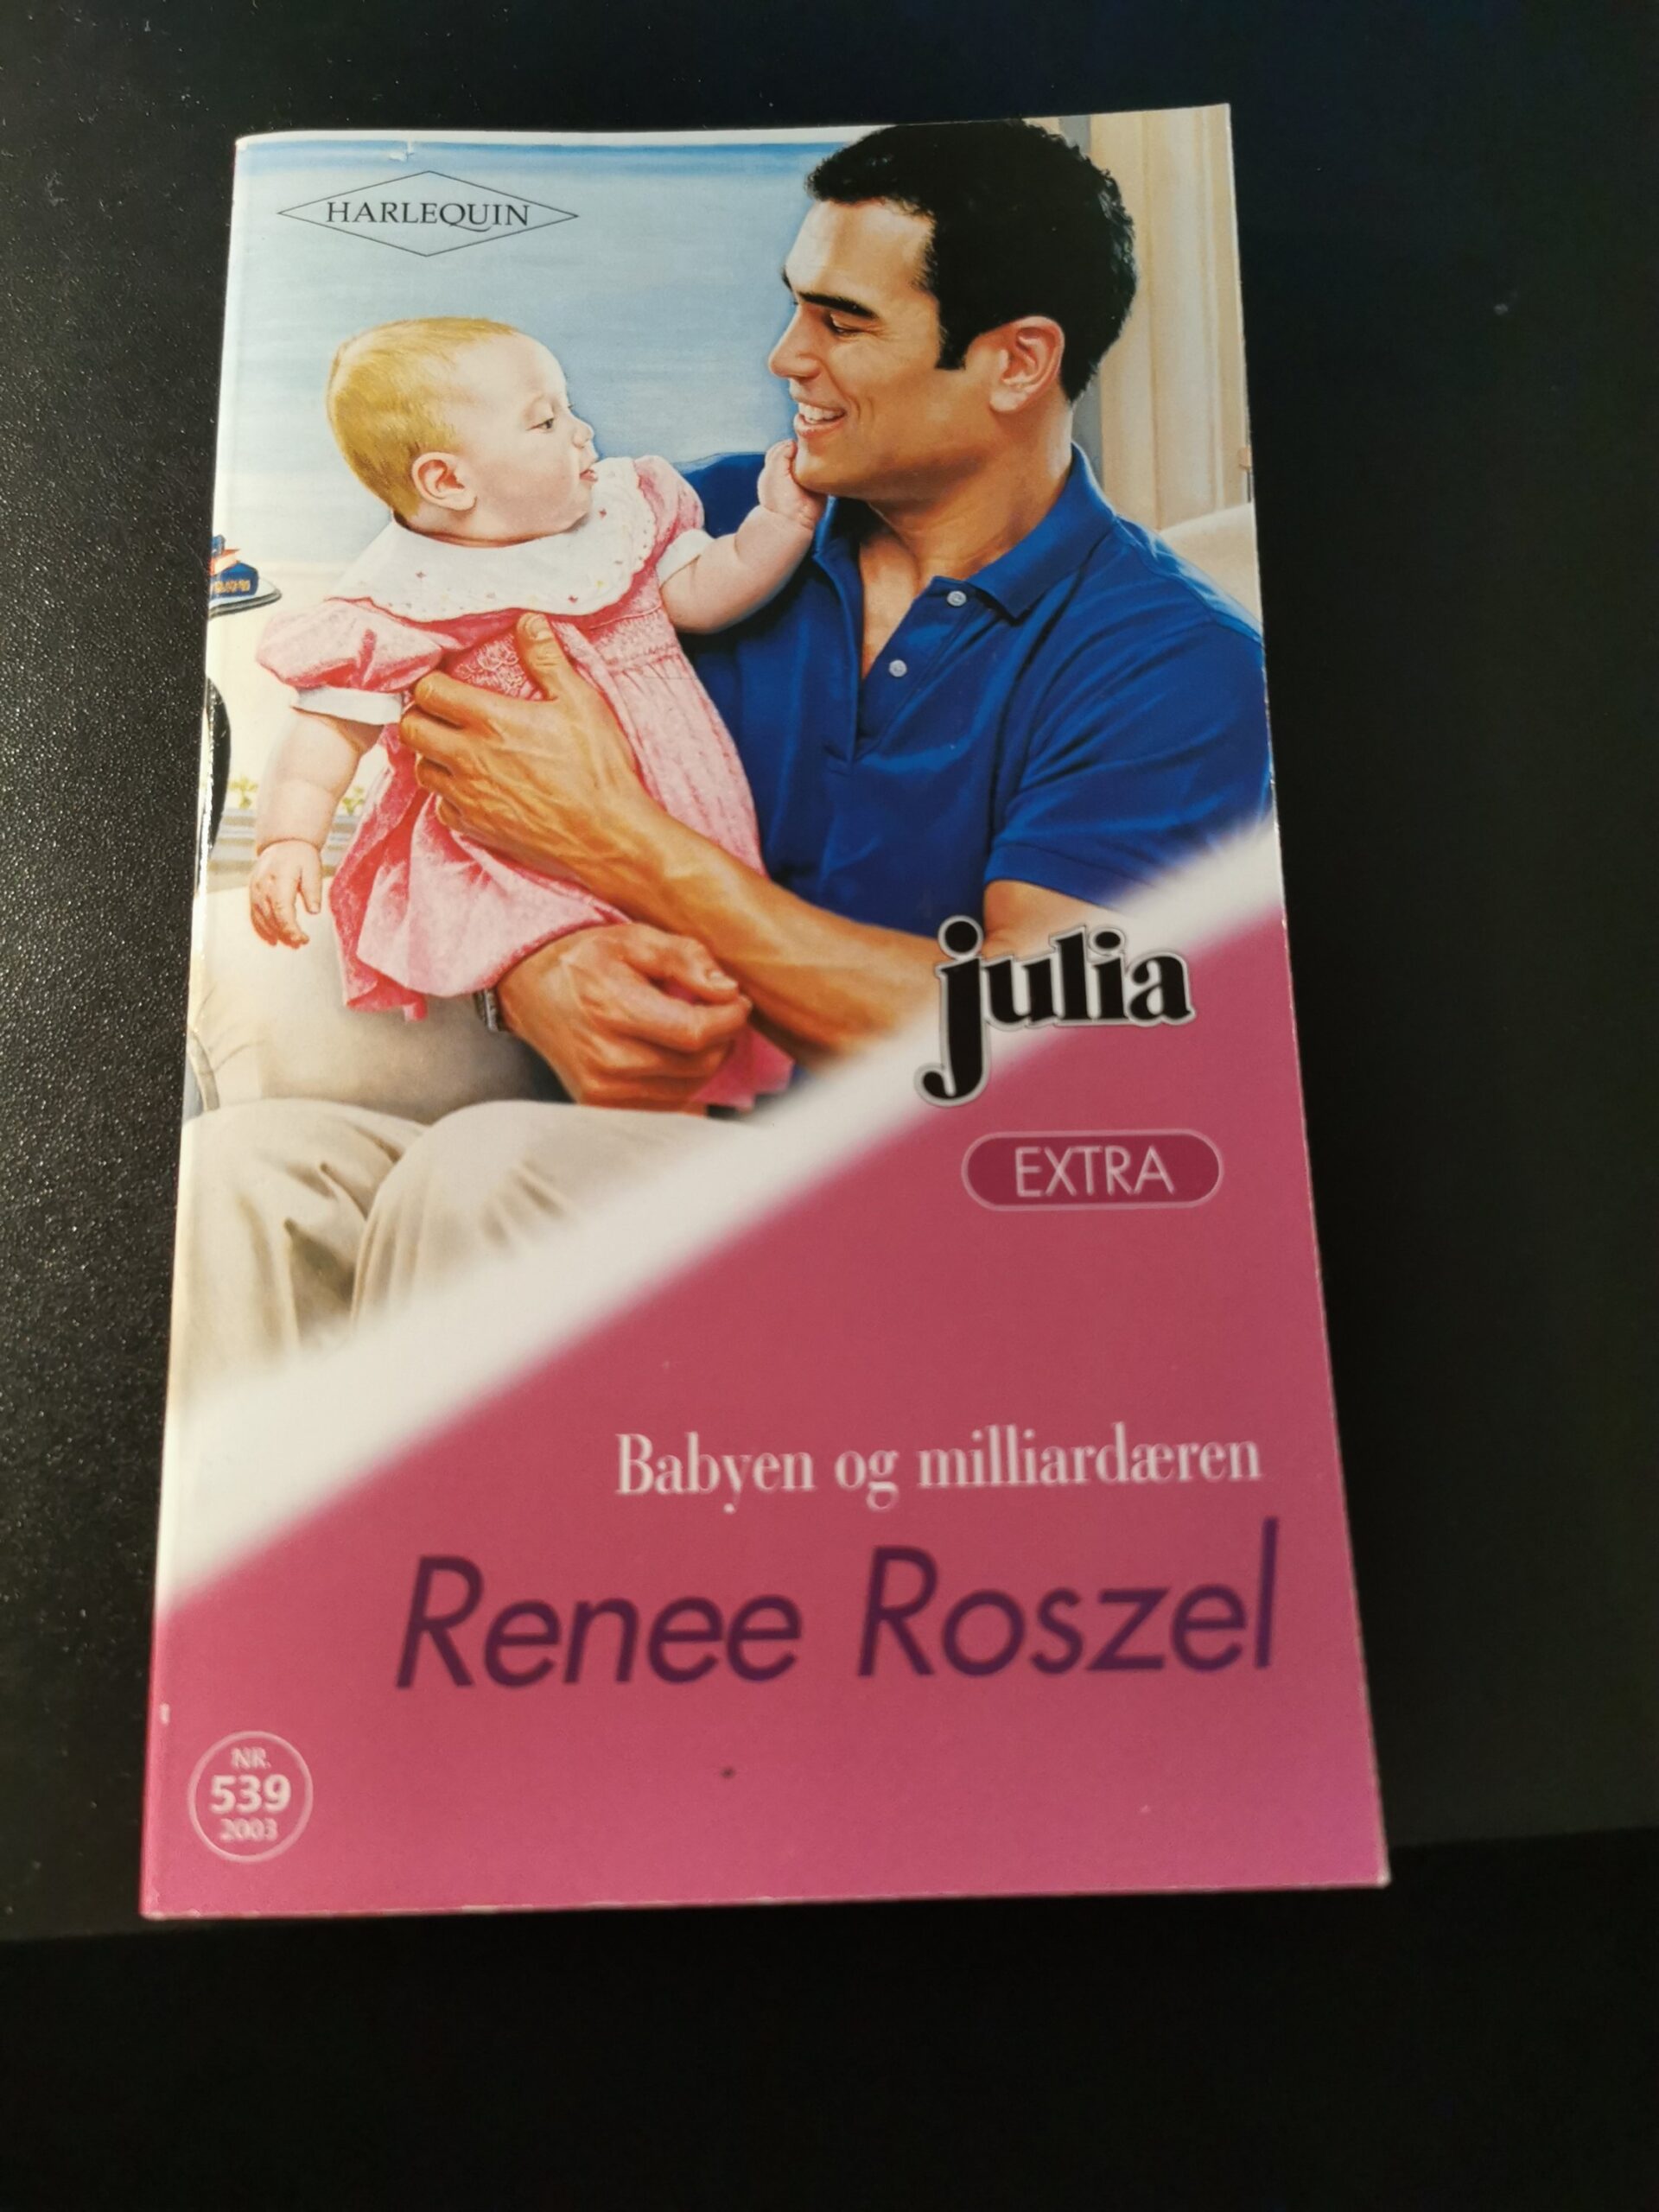 HARLEQUIN
julia
EXTRA
Babyen og milliardæren
Renee Roszel
NR.
539
2003